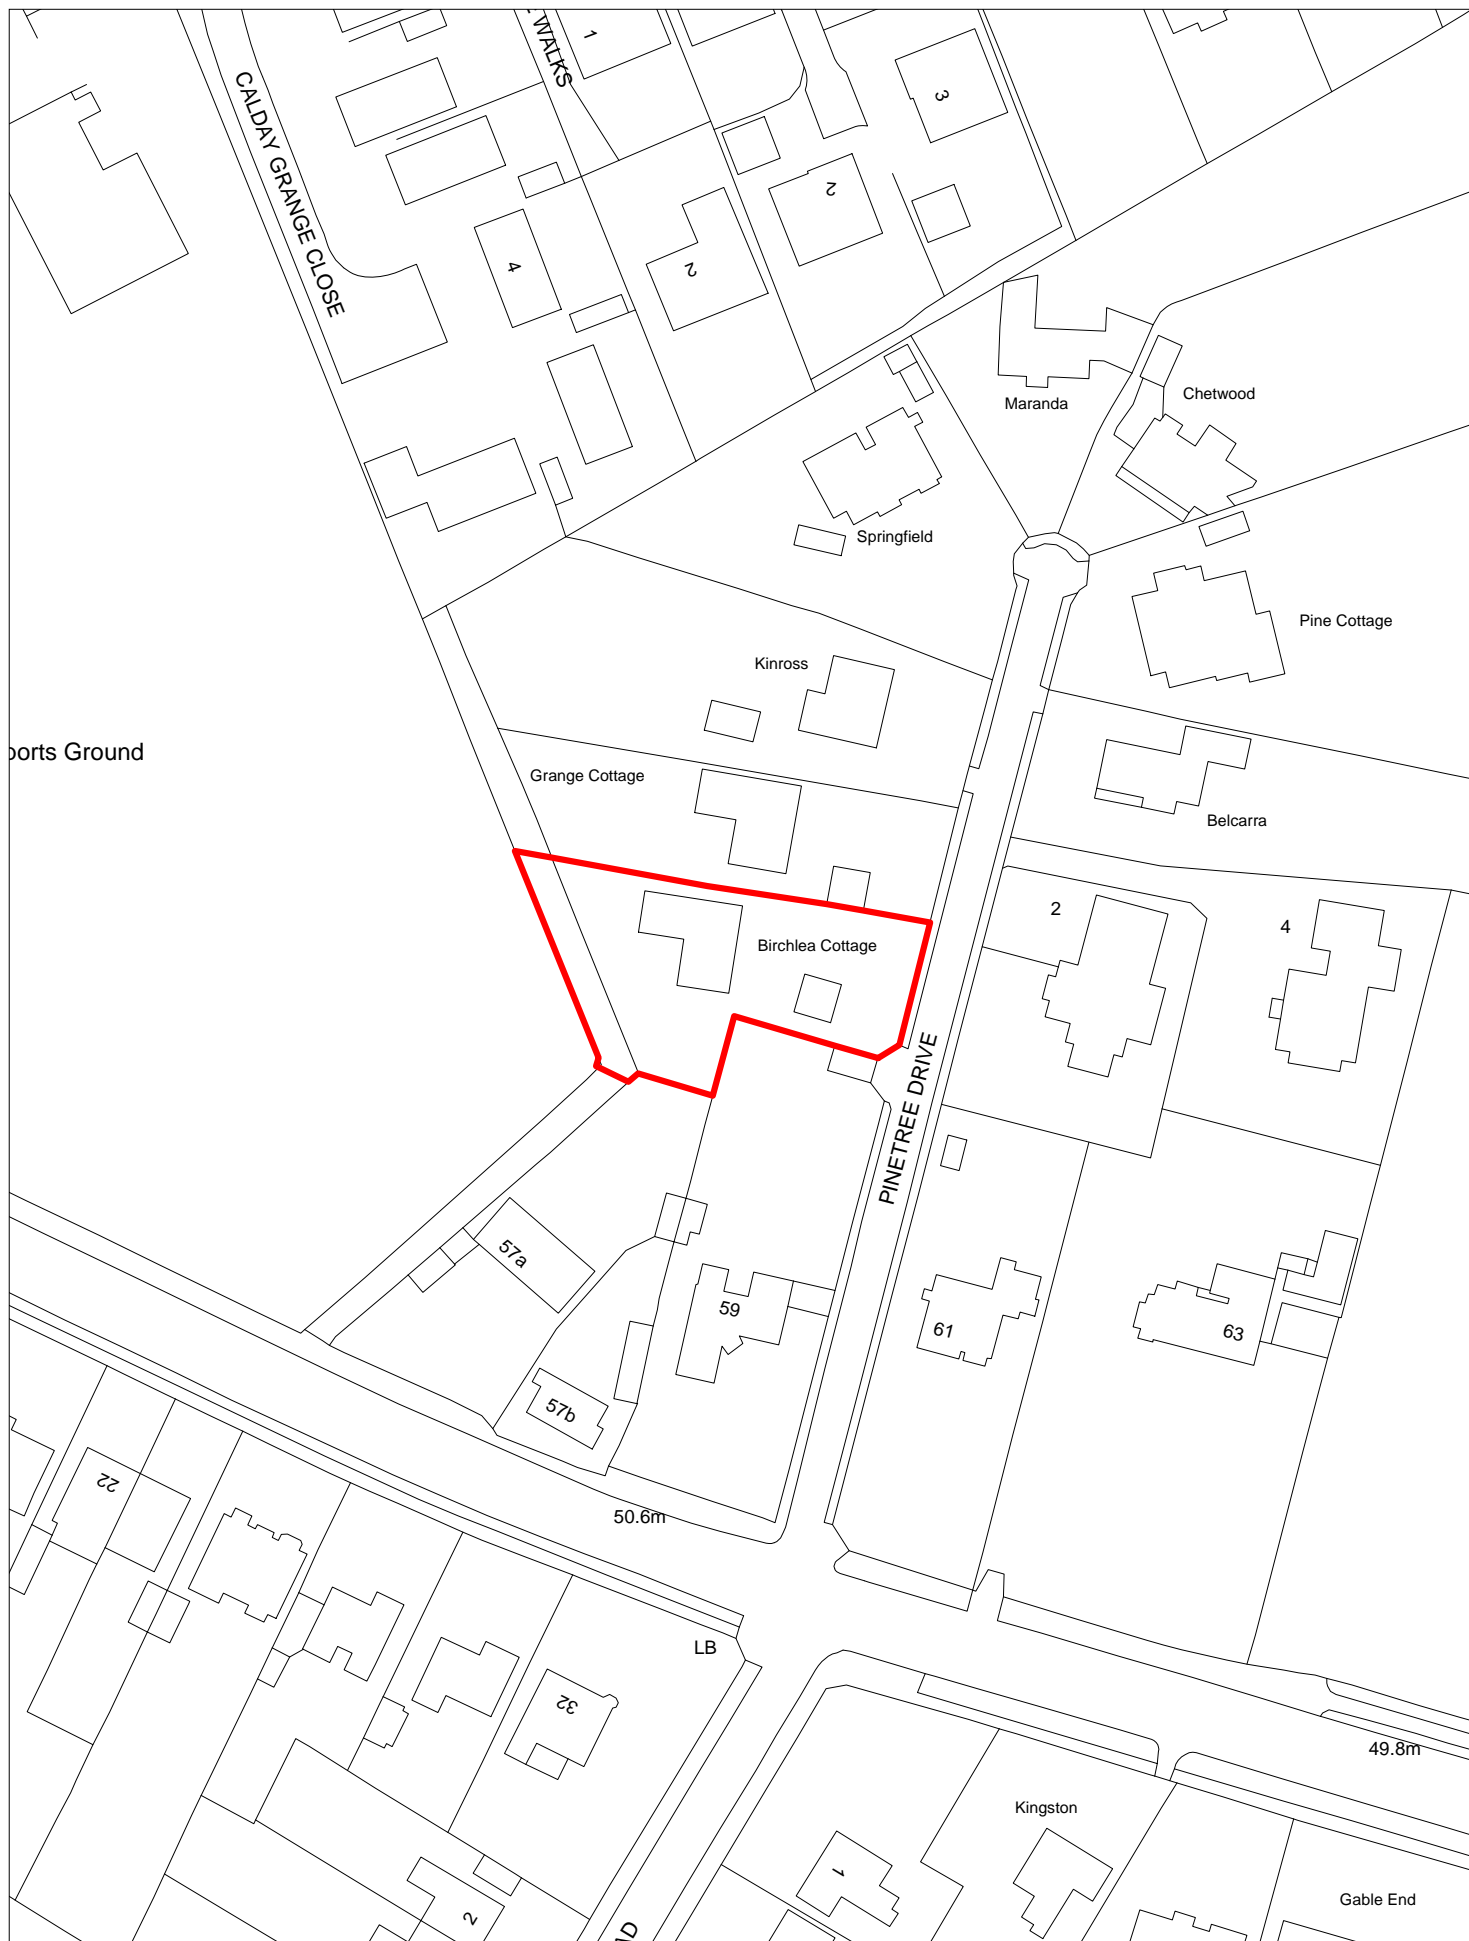 WALKS
1
CALDAY GRANGE CLOSE
3
2
4
2
Maranda
Chetwood
Springfield
Pine Cottage
Kinross
orts Ground
Grange Cottage
Belcarra
2
4
Birchlea Cottage
PINETREE DRIVE
57a
59
61
63
57b
22
50.6m
LB
32
49.8m
Kingston
1
Gable End
2